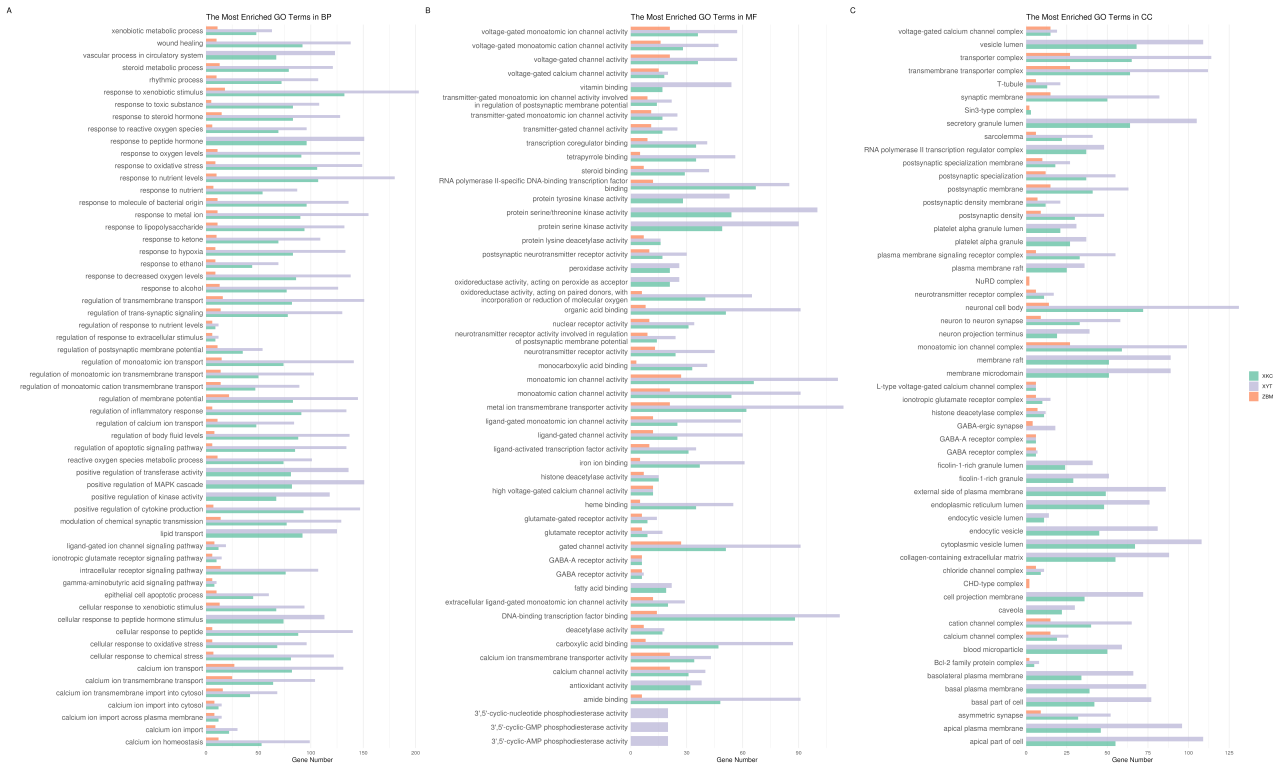 A
The Most Enriched GO Terms in BP
xenobiotic metabolic process
wound healing
vascular process in circulatory system
steroid metabolic process
rhythmic process
response to xenobiotic stimulus
response to toxic substance
response to steroid hormone
response to reactive oxygen species
response to peptide hormone
response to oxygen levels
response to oxidative stress
response to nutrient levels
response to nutrient
response to molecule of bacterial origin
response to metal ion
response to lipopolysaccharide
response to ketone
response to hypoxia
response to ethanol
response to decreased oxygen levels
response to alcohol
regulation of transmembrane transport
regulation of trans-synaptic signaling
regulation of response to nutrient levels
regulation of response to extracellular stimulus
regulation of postsynaptic membrane potential
regulation of monoatomic ion transport
regulation of monoatomic ion transmembrane transport
regulation of monoatomic cation transmembrane transport
regulation of membrane potential
regulation of inflammatory response
regulation of calcium ion transport
regulation of body fluid levels
regulation of apoptotic signaling pathway
reactive oxygen species metabolic process
positive regulation of transferase activity
positive regulation of MAPK cascade
positive regulation of kinase activity
positive regulation of cytokine production
modulation of chemical synaptic transmission
lipid transport
ligand-gated ion channel signaling pathway
ionotropic glutamate receptor signaling pathway
intracellular receptor signaling pathway
gamma-aminobutyric acid signaling pathway
epithelial cell apoptotic process
cellular response to xenobiotic stimulus
cellular response to peptide hormone stimulus
cellular response to peptide
cellular response to oxidative stress
cellular response to chemical stress
calcium ion transport
calcium ion transmembrane transport
calcium ion transmembrane import into cytosol
calcium ion import into cytosol
calcium ion import across plasma membrane
calcium ion import
calcium ion homeostasis
0 50 100 150 200
Gene Number
B
The Most Enriched GO Terms in MF
voltage-gated monoatomic ion channel activity
voltage-gated monoatomic cation channel activity
voltage-gated channel activity
voltage-gated calcium channel activity
vitamin binding
transmitter-gated monoatomic ion channel activity involved
in regulation of postsynaptic membrane potential
transmitter-gated monoatomic ion channel activity
transmitter-gated channel activity
transcription coregulator binding
tetrapyrrole binding
steroid binding
RNA polymerase II-specific DNA-binding transcription factor
binding
protein tyrosine kinase activity
protein serine/threonine kinase activity
protein serine kinase activity
protein lysine deacetylase activity
postsynaptic neurotransmitter receptor activity
peroxidase activity
oxidoreductase activity, acting on peroxide as acceptor
oxidoreductase activity, acting on paired donors, with
incorporation or reduction of molecular oxygen
organic acid binding
nuclear receptor activity
neurotransmitter receptor activity involved in regulation
of postsynaptic membrane potential
neurotransmitter receptor activity
monocarboxylic acid binding
monoatomic ion channel activity
monoatomic cation channel activity
metal ion transmembrane transporter activity
ligand-gated monoatomic ion channel activity
ligand-gated channel activity
ligand-activated transcription factor activity
iron ion binding
histone deacetylase activity
high voltage-gated calcium channel activity
heme binding
glutamate-gated receptor activity
glutamate receptor activity
gated channel activity
GABA-A receptor activity
GABA receptor activity
fatty acid binding
extracellular ligand-gated monoatomic ion channel activity
DNA-binding transcription factor binding
deacetylase activity
carboxylic acid binding
calcium ion transmembrane transporter activity
calcium channel activity
antioxidant activity
amide binding
3',5'-cyclic-nucleotide phosphodiesterase activity
3',5'-cyclic-GMP phosphodiesterase activity
3',5'-cyclic-AMP phosphodiesterase activity
0 30 60 90
Gene Number
C
The Most Enriched GO Terms in CC
voltage-gated calcium channel complex
vesicle lumen
transporter complex
transmembrane transporter complex
T-tubule
synaptic membrane
Sin3-type complex
secretory granule lumen
sarcolemma
RNA polymerase II transcription regulator complex
postsynaptic specialization membrane
postsynaptic specialization
postsynaptic membrane
postsynaptic density membrane
postsynaptic density
platelet alpha granule lumen
platelet alpha granule
plasma membrane signaling receptor complex
plasma membrane raft
NuRD complex
neurotransmitter receptor complex
neuronal cell body
neuron to neuron synapse
neuron projection terminus
monoatomic ion channel complex
membrane raft
membrane microdomain
L-type voltage-gated calcium channel complex
ionotropic glutamate receptor complex
histone deacetylase complex
GABA-ergic synapse
GABA-A receptor complex
GABA receptor complex
ficolin-1-rich granule lumen
ficolin-1-rich granule
external side of plasma membrane
endoplasmic reticulum lumen
endocytic vesicle lumen
endocytic vesicle
cytoplasmic vesicle lumen
collagen-containing extracellular matrix
chloride channel complex
CHD-type complex
cell projection membrane
caveola
cation channel complex
calcium channel complex
blood microparticle
Bcl-2 family protein complex
basolateral plasma membrane
basal plasma membrane
basal part of cell
asymmetric synapse
apical plasma membrane
apical part of cell
0 25 50 75 100 125
Gene Number
XKC
XYT
ZBM